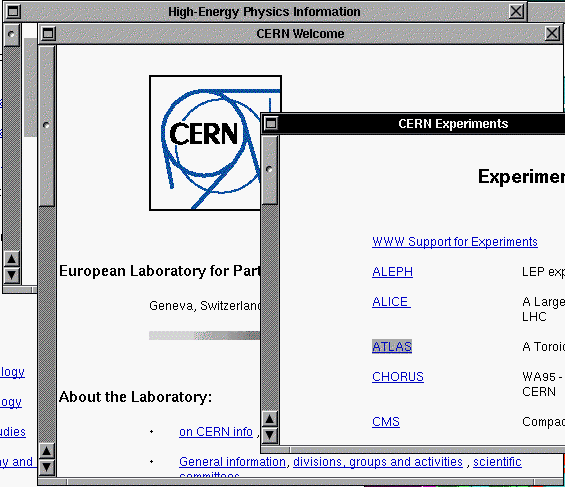 High-Energy Physics Information
CERN Welcome
CERN
European Laboratory for Part
Geneva, Switzerland
About the Laboratory:
• on CERN info ,
• General information, divisions, groups and activities , scientific
committees
CERN Experiments
Experimen
WWW Support for Experiments
ALEPH LEP exp
ALICE A Large
LHC
ATLAS A Toroid
CHORUS WA95 -
CERN
CMS Compac
ology
ogy
udies
y and